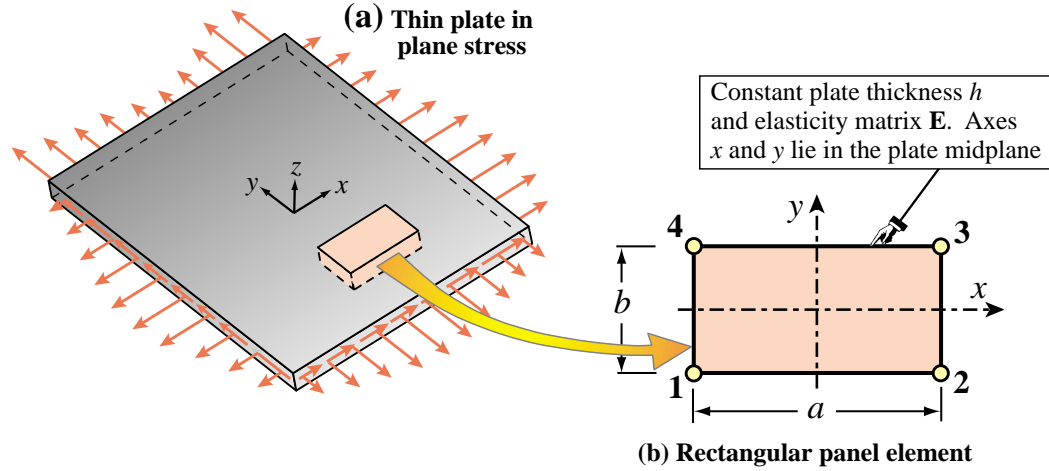 (a) Thin plate in
plane stress
Constant plate thickness h
and elasticity matrix E. Axes
x and y lie in the plate midplane
z
y
x
y
4
3
b
x
1
2
a
(b) Rectangular panel element